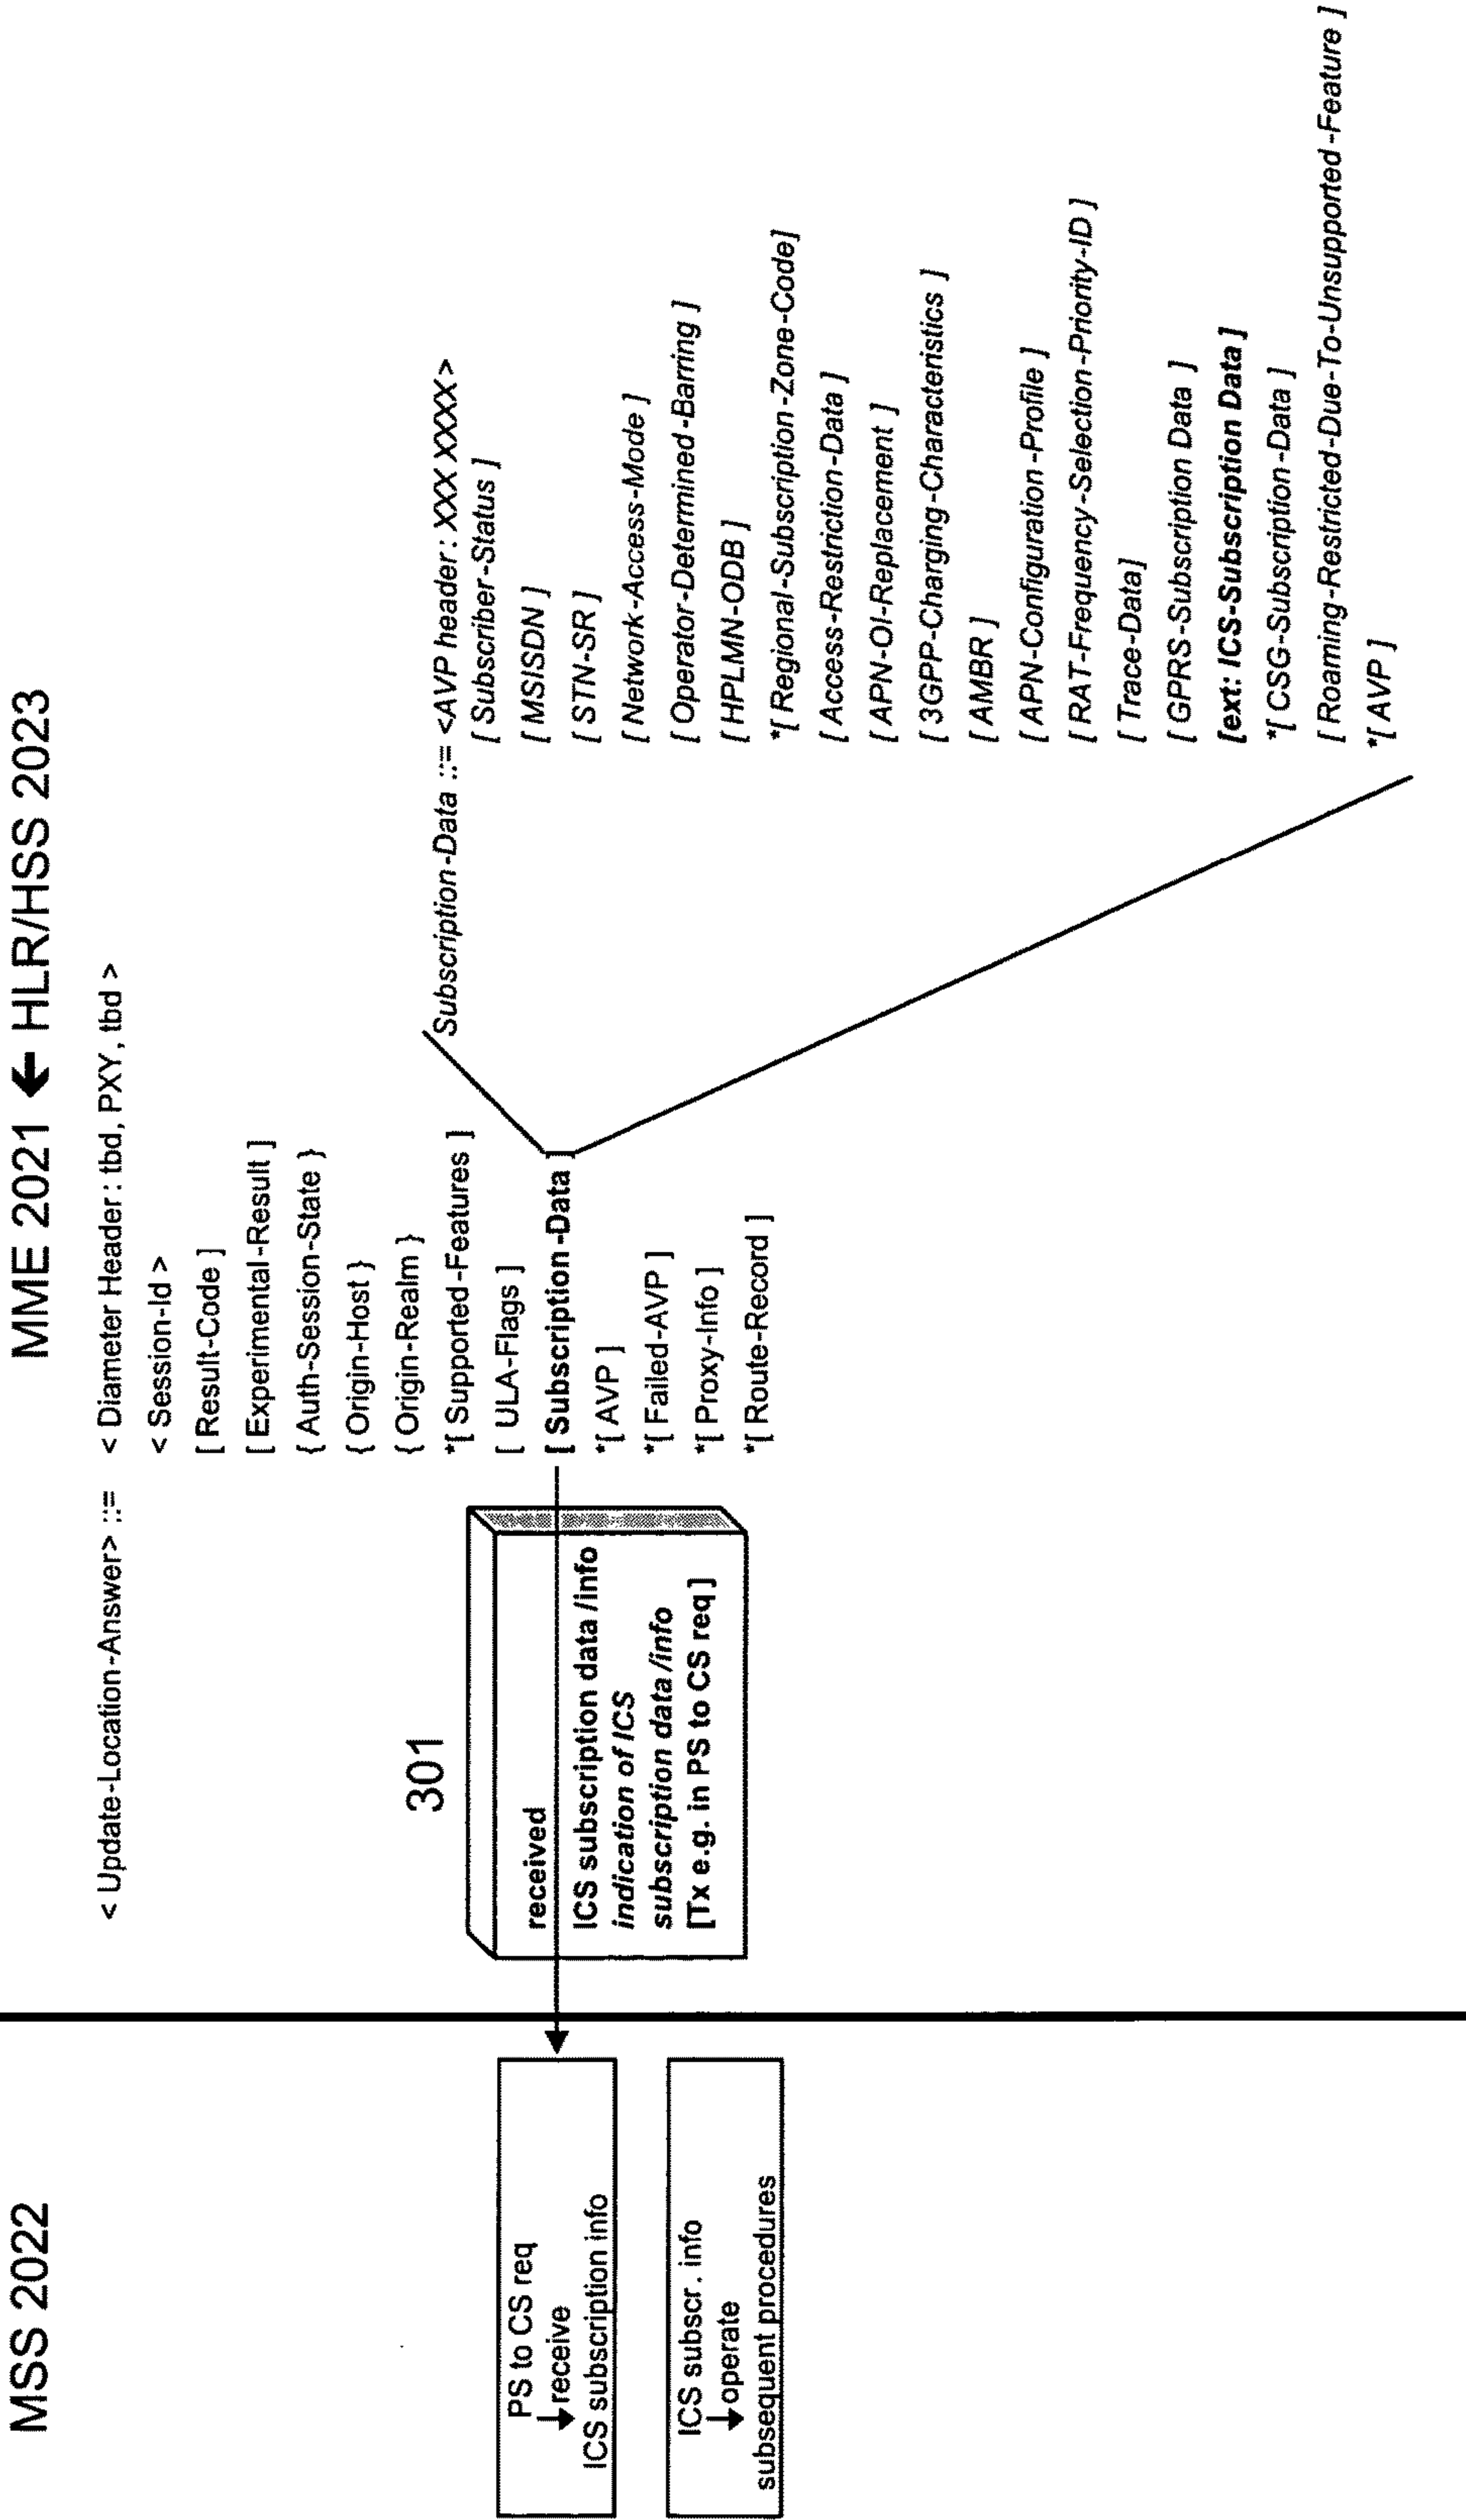 MSS 2022
MME 2021 ← HLR/HSS 2023
< Update-Location-Answer> ::= < Diameter Header: tbd, PXY, tbd >
< Session-Id >
[ Result-Code ]
[ Experimental-Result ]
{ Auth-Session-State }
{ Origin-Host }
{ Origin-Realm }
*[ Supported-Features ]
[ ULA-Flags ]
[ Subscription-Data ]
*[ AVP ]
*[ Failed-AVP ]
*[ Proxy-Info ]
*[ Route-Record ]
Subscription-Data ::= <AVP header: XXX XXXX>
[ Subscriber-Status ]
[ MSISDN ]
[ STN-SR ]
[ Network-Access-Mode ]
[ Operator-Determined-Barring ]
[ HPLMN-ODB ]
*[ Regional-Subscription-Zone-Code]
[ Access-Restriction-Data ]
[ APN-OI-Replacement ]
[ 3GPP-Charging-Characteristics ]
[ AMBR ]
[ APN-Configuration-Profile ]
[ RAT-Frequency-Selection-Priority-ID ]
[ Trace-Data]
[ GPRS-Subscription Data ]
[ext: ICS-Subscription Data ]
*[ CSG-Subscription-Data ]
[ Roaming-Restricted-Due-To-Unsupported-Feature ]
*[ AVP ]
301
received
ICS subscription data /info
indication of ICS
subscription data /info
[Tx e.g. in PS to CS req ]
PS to CS req
↓receive
ICS subscription info
ICS subscr. info
↓operate
subsequent procedures